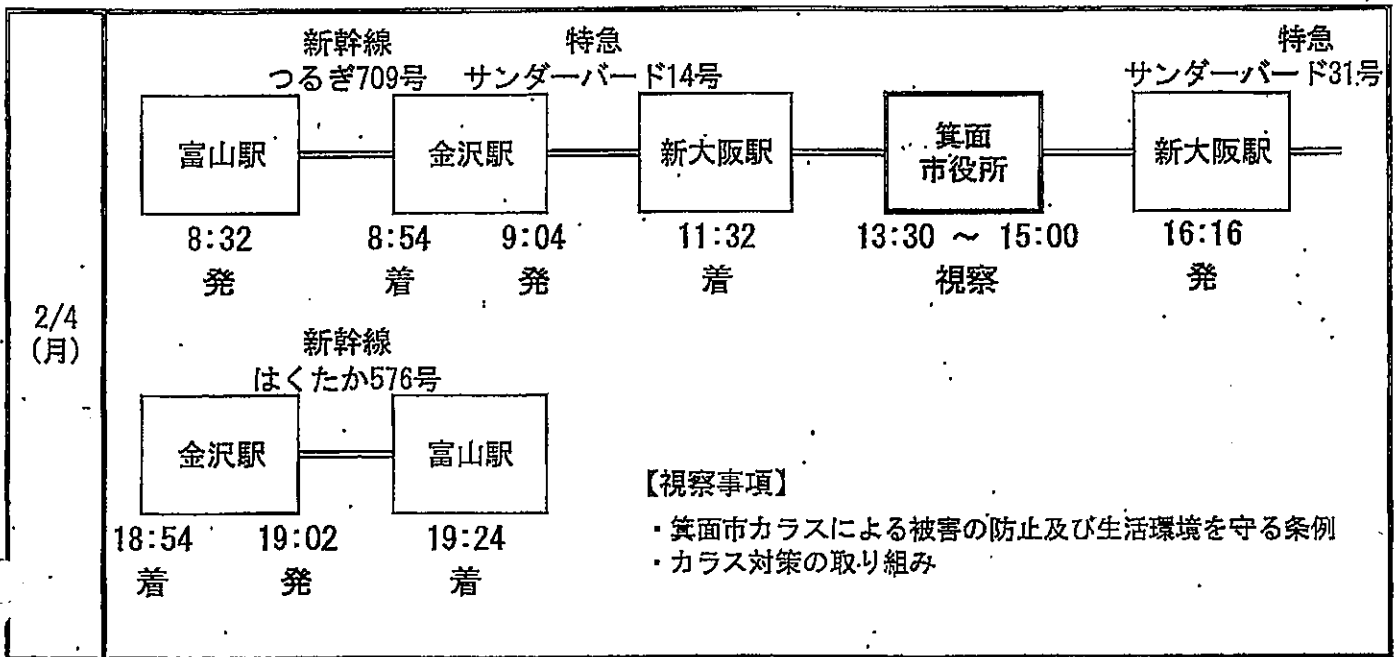 2/4
(月)
新幹線
つるぎ709号
特急
サンダーバード14号
特急
サンダーバード31号
富山駅
金沢駅
新大阪駅
箕面
市役所
新大阪駅
8:32
8:54
9:04
11:32
13:30 ～ 15:00
16:16
発
着
発
着
視察
発
新幹線
はくたか576号
金沢駅
富山駅
18:54
19:02
19:24
着
発
着
【視察事項】
・箕面市カラスによる被害の防止及び生活環境を守る条例
・カラス対策の取り組み